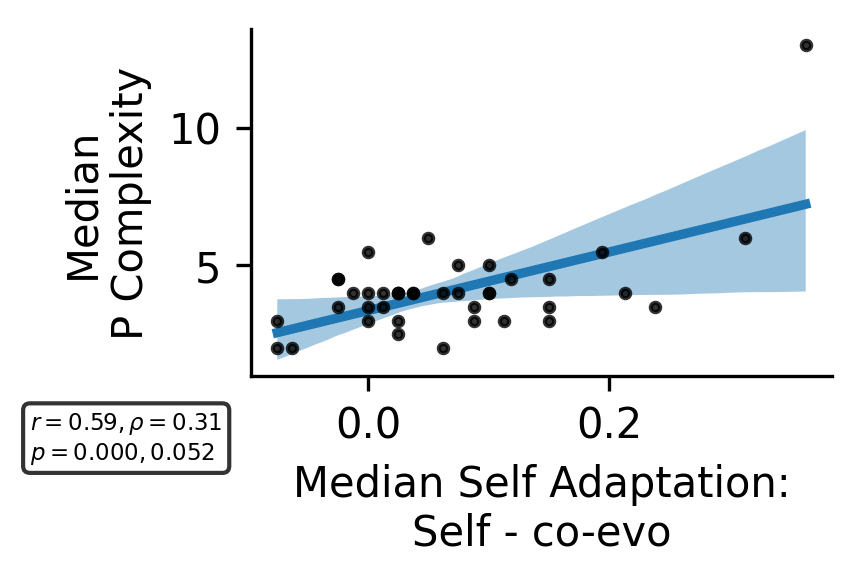 Median
P Complexity
10
5
0.0
0.2
r = 0.59, ρ = 0.31
p = 0.000, 0.052
Median Self Adaptation:
Self - co-evo